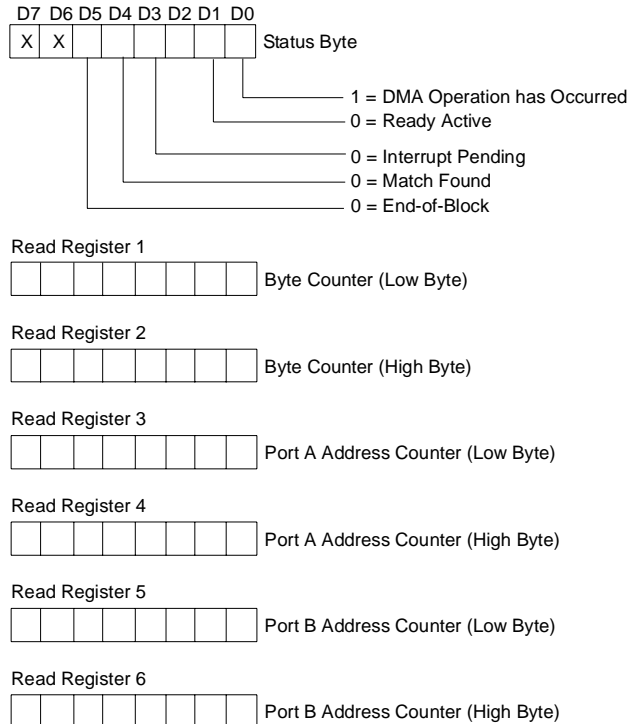 D7 D6 D5 D4 D3 D2 D1 D0
X X Status Byte
1 = DMA Operation has Occurred
0 = Ready Active
0 = Interrupt Pending
0 = Match Found
0 = End-of-Block
Read Register 1
Byte Counter (Low Byte)
Read Register 2
Byte Counter (High Byte)
Read Register 3
Port A Address Counter (Low Byte)
Read Register 4
Port A Address Counter (High Byte)
Read Register 5
Port B Address Counter (Low Byte)
Read Register 6
Port B Address Counter (High Byte)